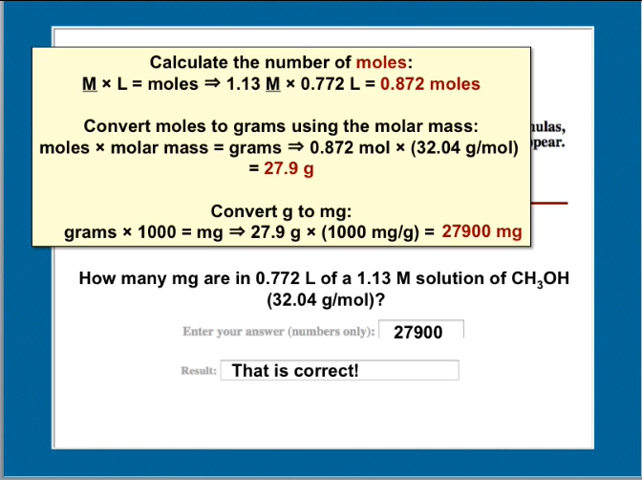 Calculate the number of moles:
M × L = moles ⇒ 1.13 M × 0.772 L = 0.872 moles
Convert moles to grams using the molar mass:
moles × molar mass = grams ⇒ 0.872 mol × (32.04 g/mol)
= 27.9 g
Convert g to mg:
grams × 1000 = mg ⇒ 27.9 g × (1000 mg/g) = 27900 mg
How many mg are in 0.772 L of a 1.13 M solution of CH₃OH
(32.04 g/mol)?
Enter your answer (numbers only): 27900
Result: That is correct!